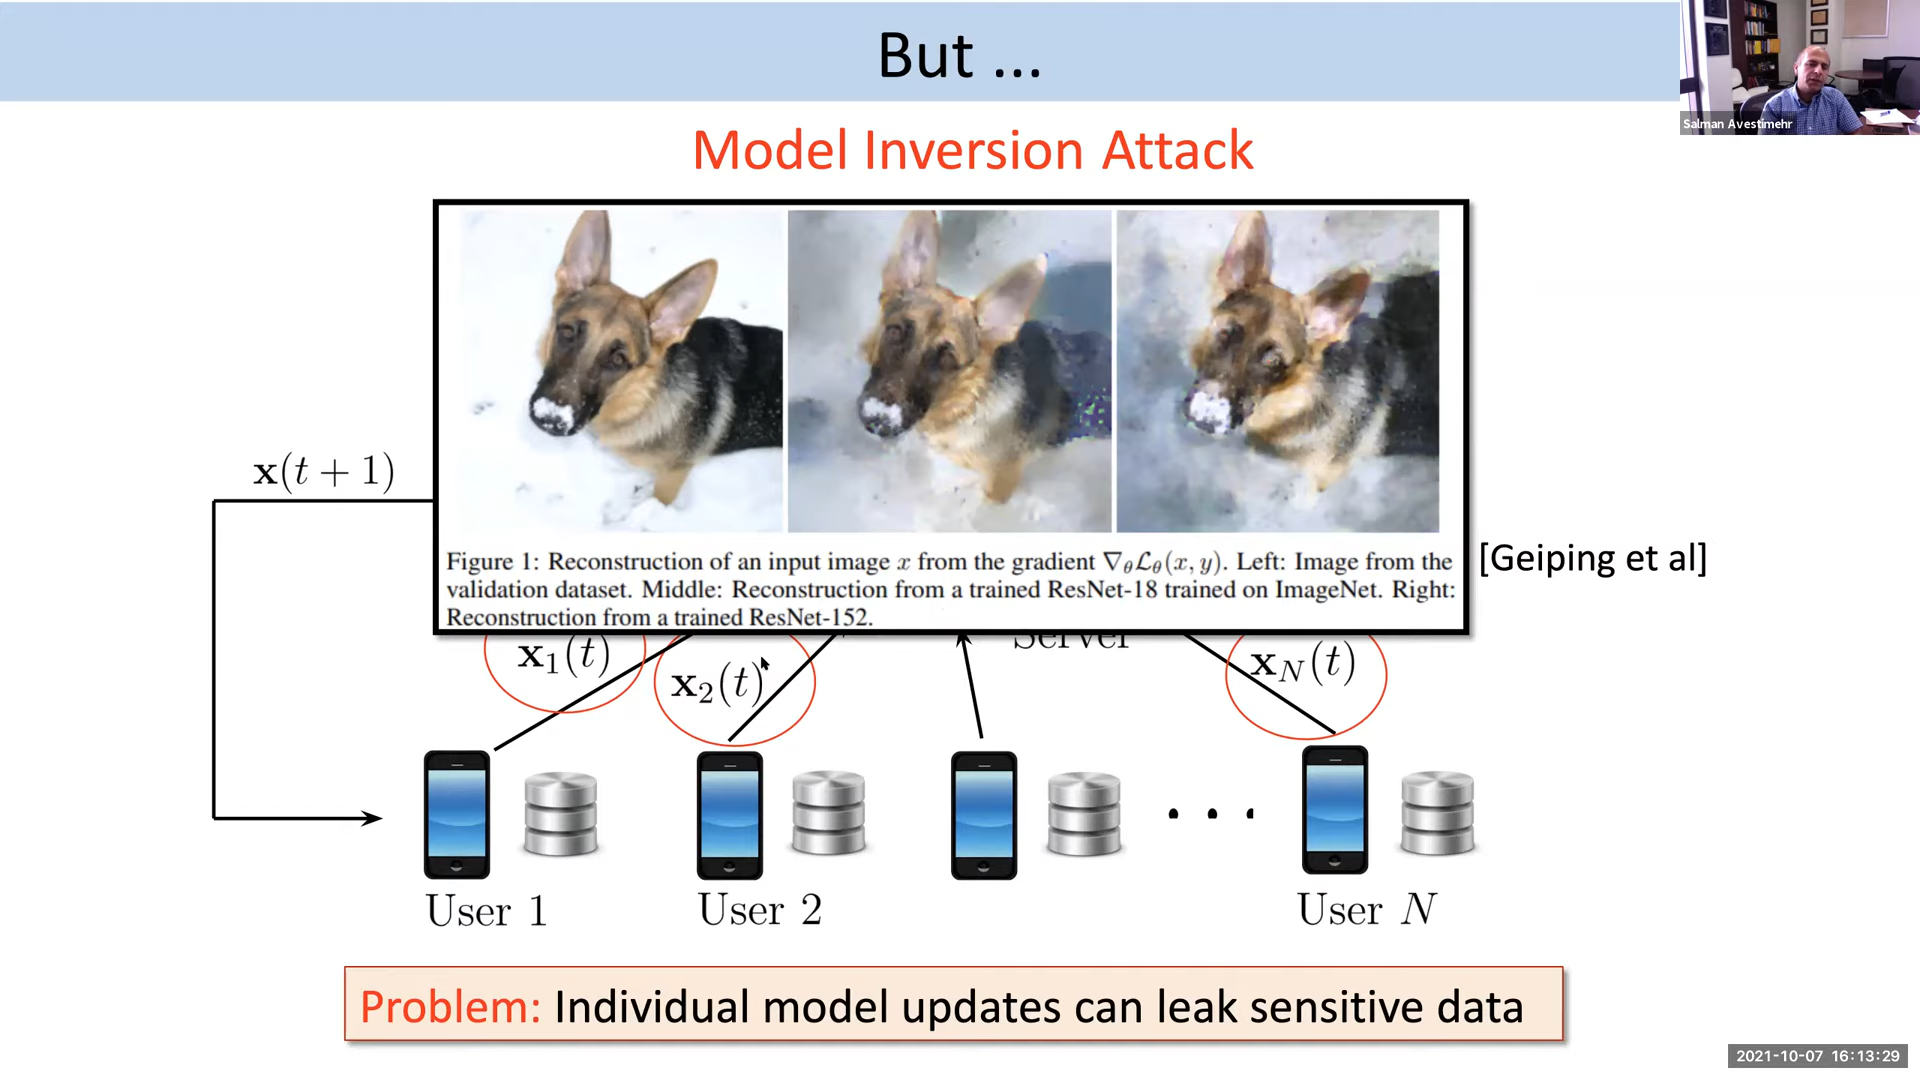 But ...
Salman Avestimehr
Model Inversion Attack
Figure 1: Reconstruction of an input image x from the gradient ∇θℒθ(x, y). Left: Image from the
validation dataset. Middle: Reconstruction from a trained ResNet-18 trained on ImageNet. Right:
Reconstruction from a trained ResNet-152.
[Geiping et al]
x(t + 1)
Server
x₁(t)
x₂(t)
x_N(t)
User 1
User 2
. . .
User N
Problem: Individual model updates can leak sensitive data
2021-10-07 16:13:29